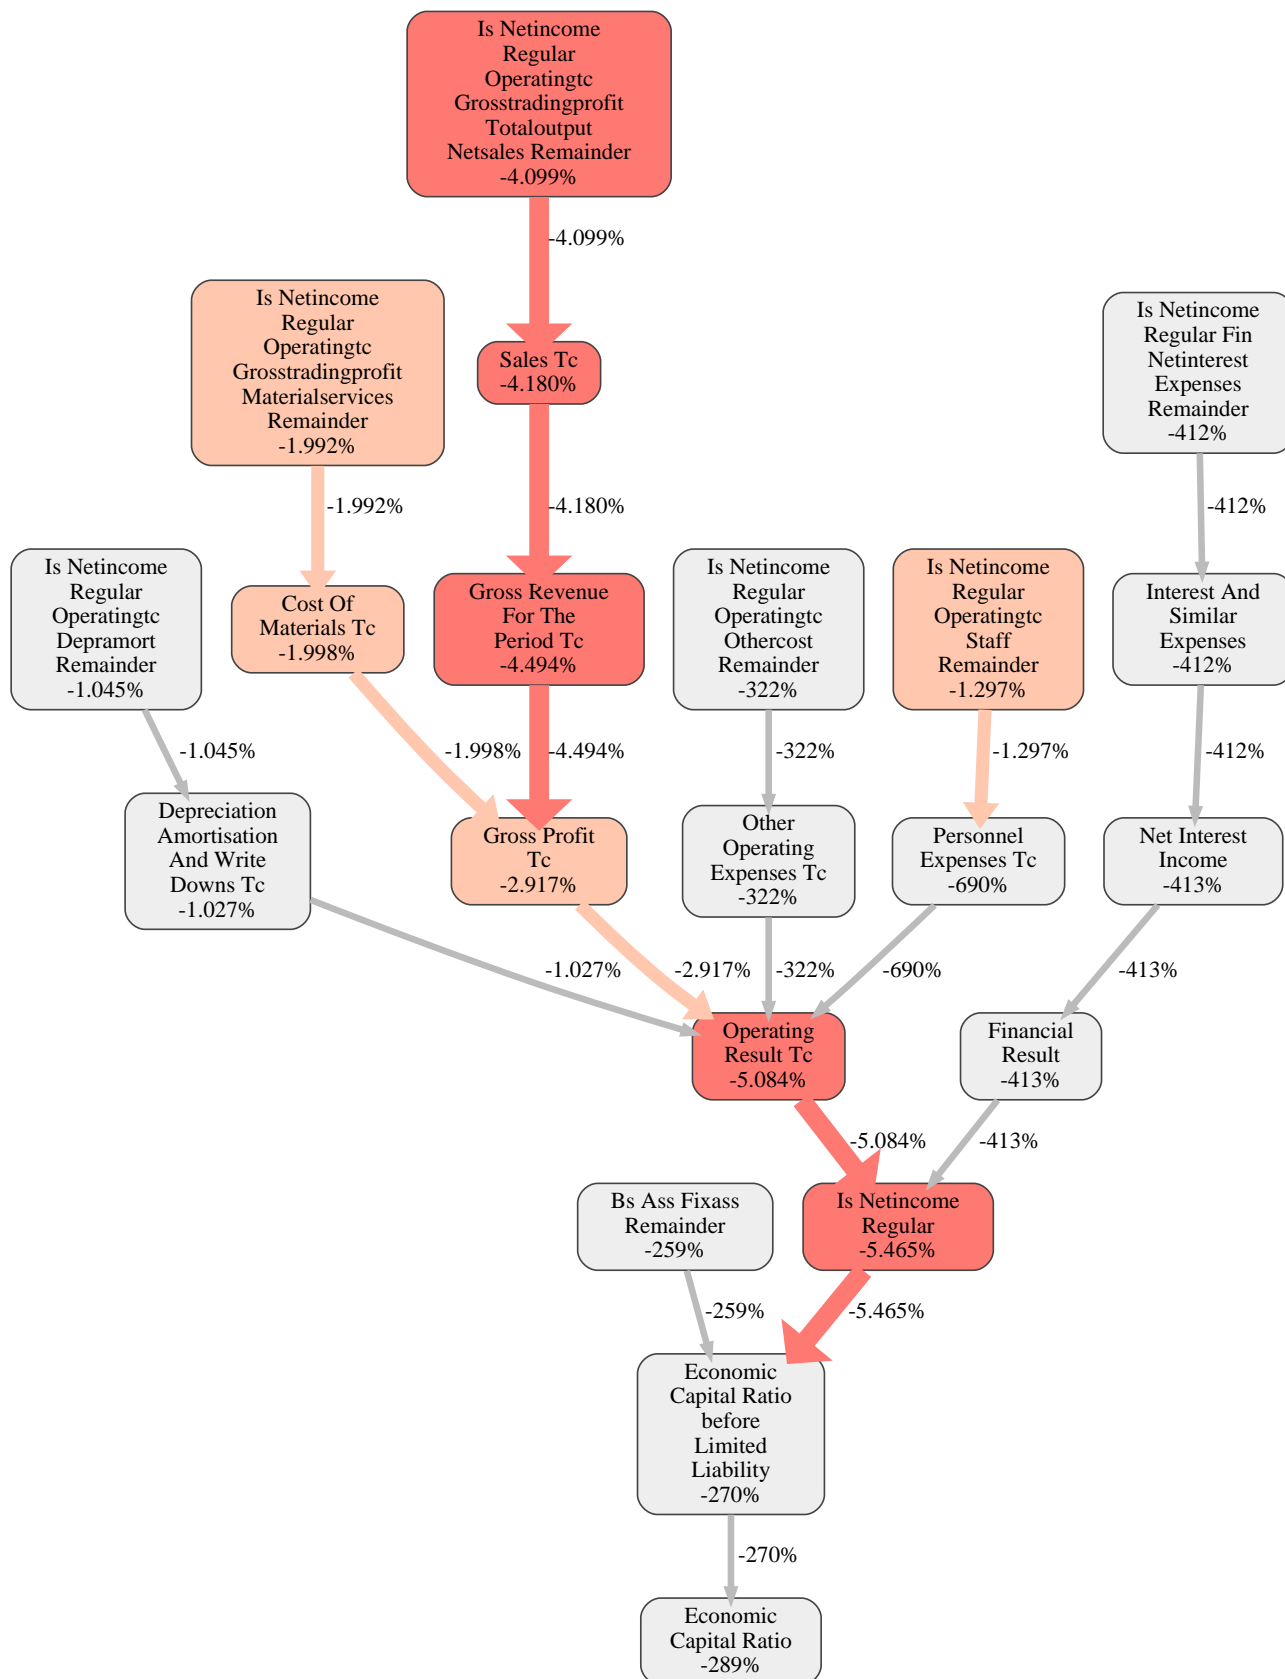 Is Netincome
Regular
Operatingtc
Grosstradingprofit
Totaloutput
Netsales Remainder
-4.099%
-4.099%
Is Netincome
Regular
Operatingtc
Grosstradingprofit
Materialservices
Remainder
-1.992%
Sales Tc
-4.180%
Is Netincome
Regular Fin
Netinterest
Expenses
Remainder
-412%
-1.992%
-4.180%
-412%
Is Netincome
Regular
Operatingtc
Depramort
Remainder
-1.045%
Cost Of
Materials Tc
-1.998%
Gross Revenue
For The
Period Tc
-4.494%
Is Netincome
Regular
Operatingtc
Othercost
Remainder
-322%
Is Netincome
Regular
Operatingtc
Staff
Remainder
-1.297%
Interest And
Similar
Expenses
-412%
-1.045%
-1.998%
-4.494%
-322%
-1.297%
-412%
Depreciation
Amortisation
And Write
Downs Tc
-1.027%
Gross Profit
Tc
-2.917%
Other
Operating
Expenses Tc
-322%
Personnel
Expenses Tc
-690%
Net Interest
Income
-413%
-1.027%
-2.917%
-322%
-690%
-413%
Operating
Result Tc
-5.084%
Financial
Result
-413%
-5.084%
-413%
Bs Ass Fixass
Remainder
-259%
Is Netincome
Regular
-5.465%
-259%
-5.465%
Economic
Capital Ratio
before
Limited
Liability
-270%
-270%
Economic
Capital Ratio
-289%